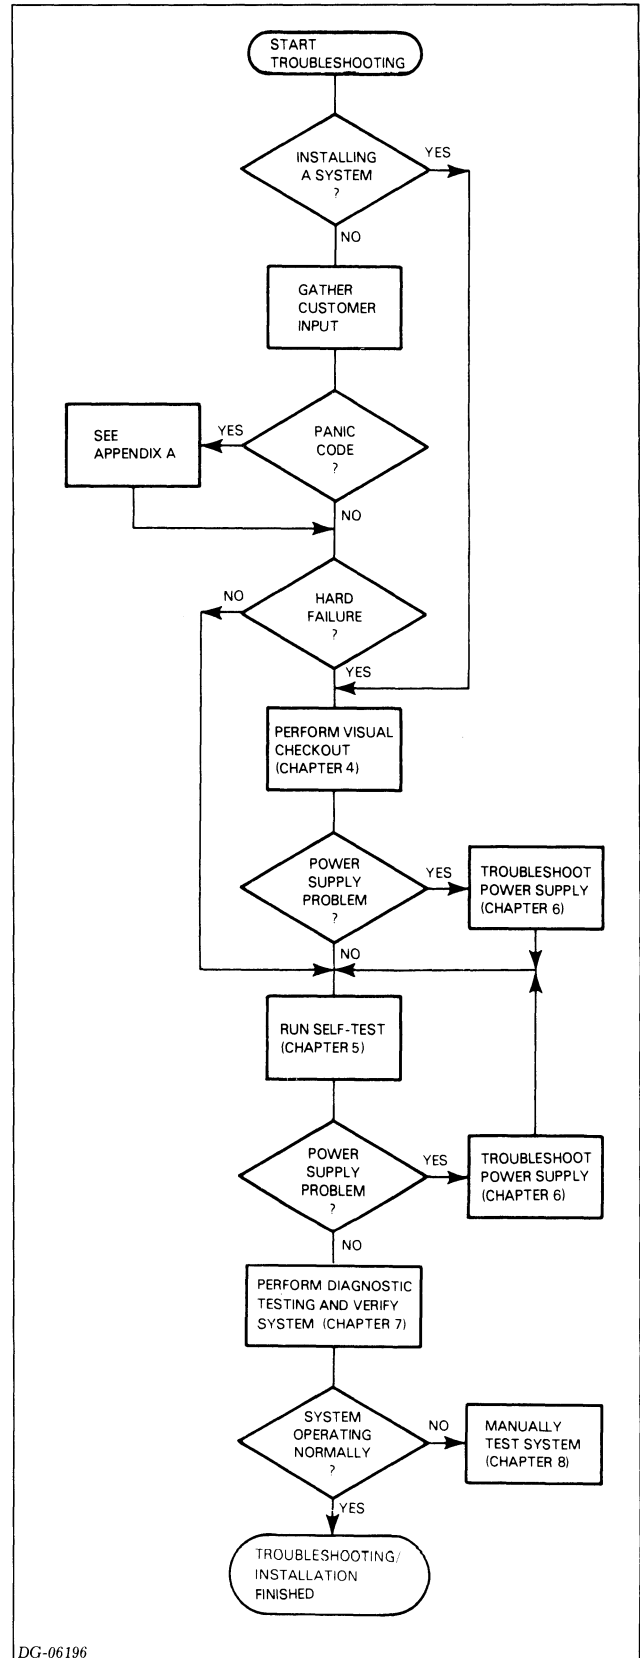 START
TROUBLESHOOTING
INSTALLING
A SYSTEM
?
YES
NO
GATHER
CUSTOMER
INPUT
PANIC
CODE
?
YES
SEE
APPENDIX A
NO
HARD
FAILURE
?
NO
YES
PERFORM VISUAL
CHECKOUT
(CHAPTER 4)
POWER
SUPPLY
PROBLEM
?
YES
TROUBLESHOOT
POWER SUPPLY
(CHAPTER 6)
NO
RUN SELF-TEST
(CHAPTER 5)
POWER
SUPPLY
PROBLEM
?
YES
TROUBLESHOOT
POWER SUPPLY
(CHAPTER 6)
NO
PERFORM DIAGNOSTIC
TESTING AND VERIFY
SYSTEM (CHAPTER 7)
SYSTEM
OPERATING
NORMALLY
?
NO
MANUALLY
TEST SYSTEM
(CHAPTER 8)
YES
TROUBLESHOOTING/
INSTALLATION
FINISHED
DG-06196